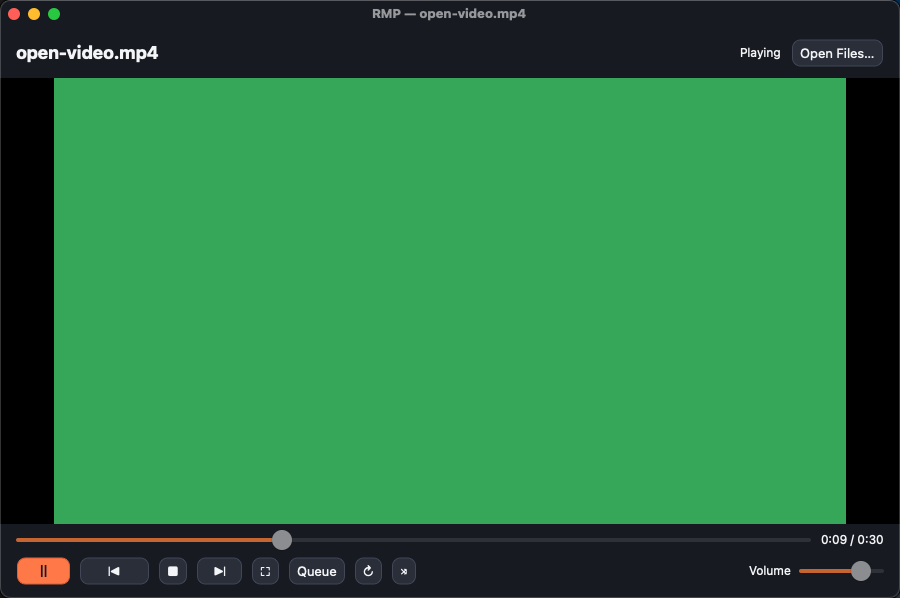 RMP — open-video.mp4
open-video.mp4
Playing
Open Files...
0:09 / 0:30
Queue
Volume